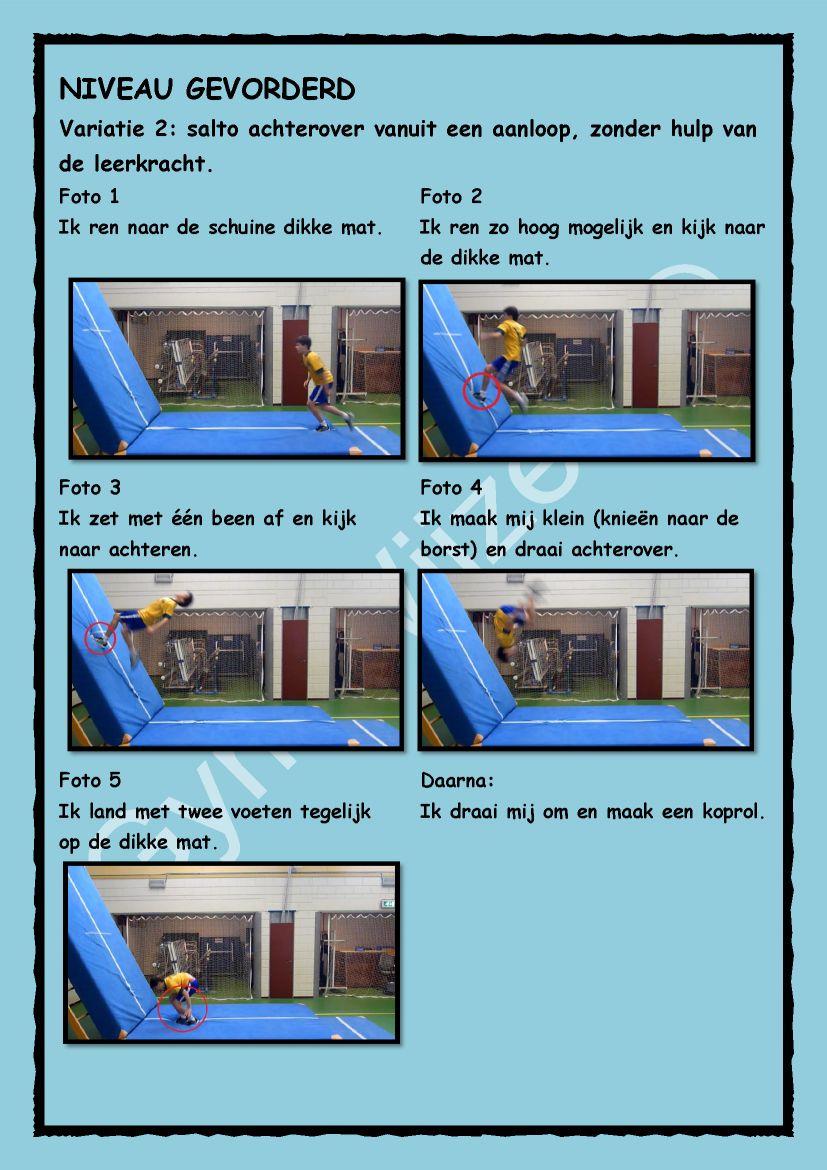 NIVEAU GEVORDERD
Variatie 2: salto achterover vanuit een aanloop, zonder hulp van
de leerkracht.
Foto 1
Ik ren naar de schuine dikke mat.
Foto 2
Ik ren zo hoog mogelijk en kijk naar
de dikke mat.
Foto 3
Ik zet met één been af en kijk
naar achteren.
Foto 4
Ik maak mij klein (knieën naar de
borst) en draai achterover.
Foto 5
Ik land met twee voeten tegelijk
op de dikke mat.
Daarna:
Ik draai mij om en maak een koprol.